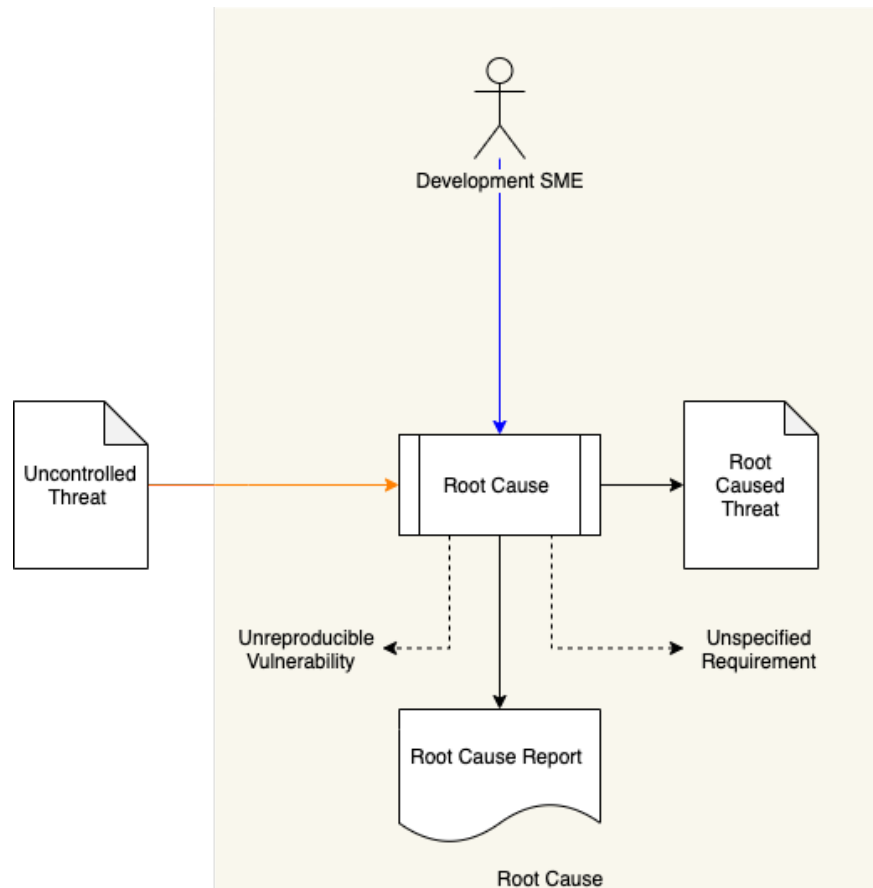 Development SME
Uncontrolled
Threat
Root Cause
Root
Caused
Threat
Unreproducible
Vulnerability
Unspecified
Requirement
Root Cause Report
Root Cause